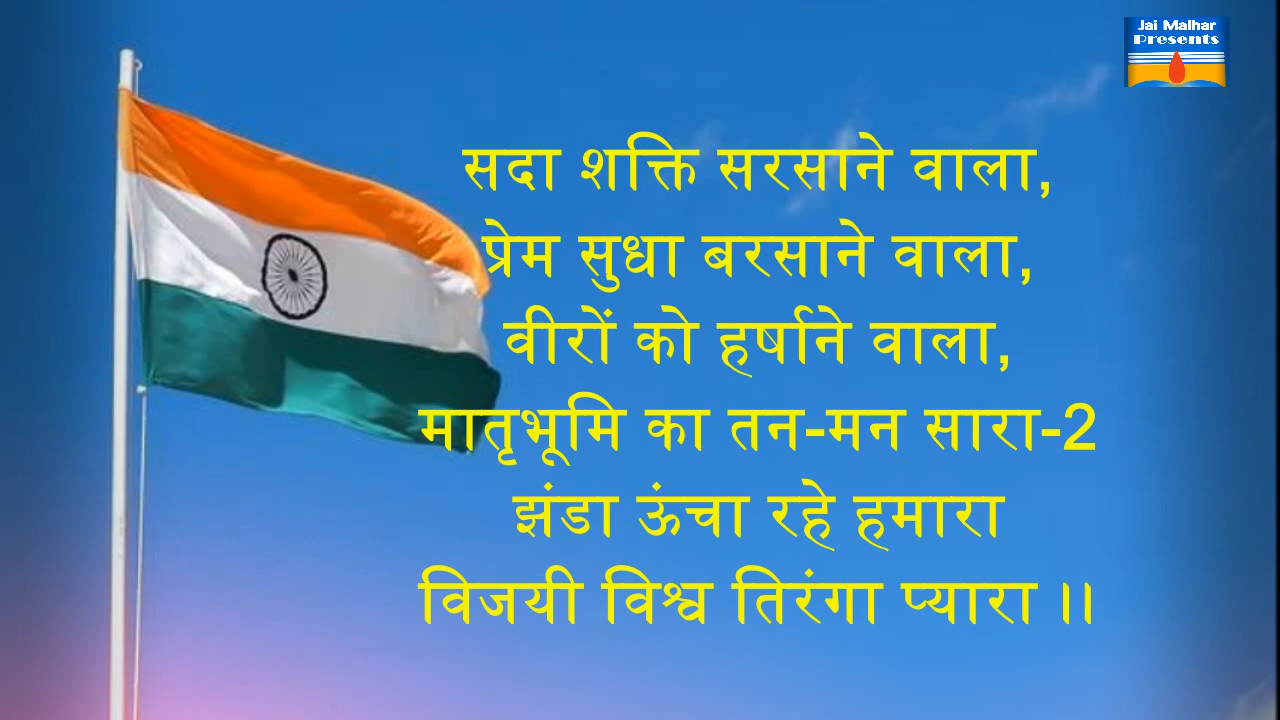 Jai Malhar
Presents
सदा शक्ति सरसाने वाला,
प्रेम सुधा बरसाने वाला,
वीरों को हर्षाने वाला,
मातृभूमि का तन-मन सारा-2
झंडा ऊंचा रहे हमारा
विजयी विश्व तिरंगा प्यारा ।।